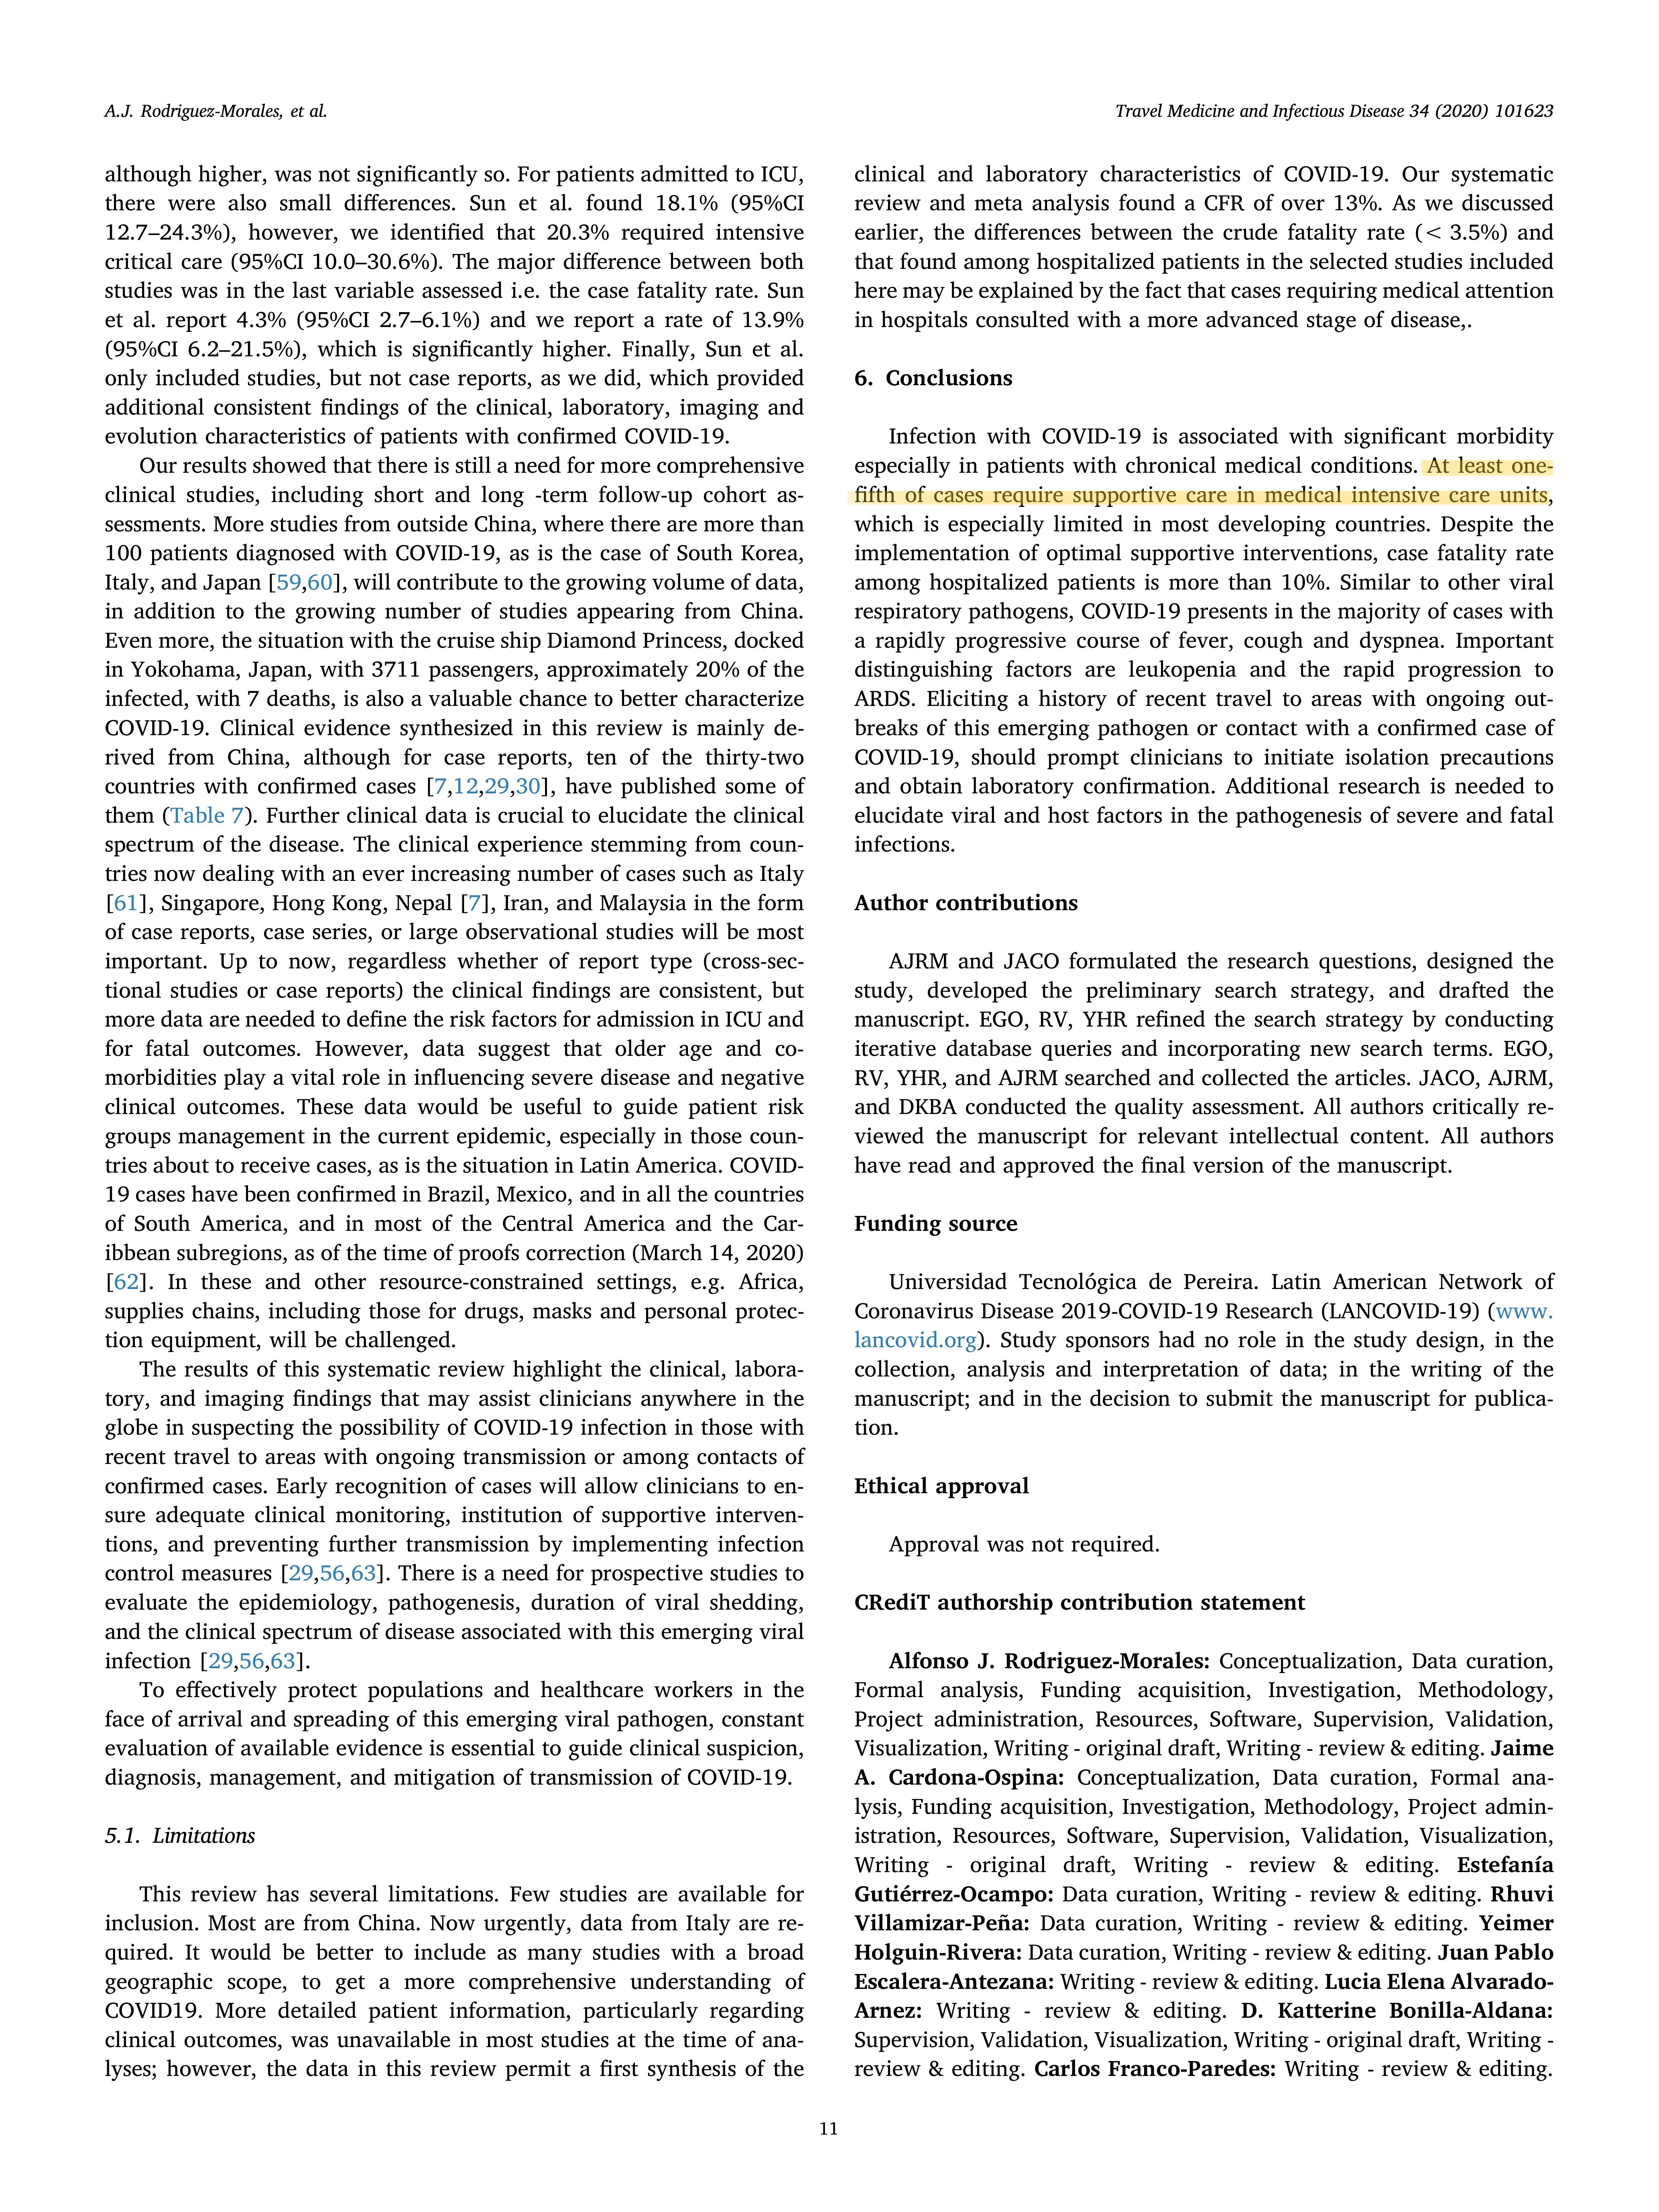 A.J. Rodriguez-Morales, et al.
Travel Medicine and Infectious Disease 34 (2020) 101623
although higher, was not significantly so. For patients admitted to ICU,
there were also small differences. Sun et al. found 18.1% (95%CI
12.7–24.3%), however, we identified that 20.3% required intensive
critical care (95%CI 10.0–30.6%). The major difference between both
studies was in the last variable assessed i.e. the case fatality rate. Sun
et al. report 4.3% (95%CI 2.7–6.1%) and we report a rate of 13.9%
(95%CI 6.2–21.5%), which is significantly higher. Finally, Sun et al.
only included studies, but not case reports, as we did, which provided
additional consistent findings of the clinical, laboratory, imaging and
evolution characteristics of patients with confirmed COVID-19.
Our results showed that there is still a need for more comprehensive
clinical studies, including short and long -term follow-up cohort as-
sessments. More studies from outside China, where there are more than
100 patients diagnosed with COVID-19, as is the case of South Korea,
Italy, and Japan [59,60], will contribute to the growing volume of data,
in addition to the growing number of studies appearing from China.
Even more, the situation with the cruise ship Diamond Princess, docked
in Yokohama, Japan, with 3711 passengers, approximately 20% of the
infected, with 7 deaths, is also a valuable chance to better characterize
COVID-19. Clinical evidence synthesized in this review is mainly de-
rived from China, although for case reports, ten of the thirty-two
countries with confirmed cases [7,12,29,30], have published some of
them (Table 7). Further clinical data is crucial to elucidate the clinical
spectrum of the disease. The clinical experience stemming from coun-
tries now dealing with an ever increasing number of cases such as Italy
[61], Singapore, Hong Kong, Nepal [7], Iran, and Malaysia in the form
of case reports, case series, or large observational studies will be most
important. Up to now, regardless whether of report type (cross-sec-
tional studies or case reports) the clinical findings are consistent, but
more data are needed to define the risk factors for admission in ICU and
for fatal outcomes. However, data suggest that older age and co-
morbidities play a vital role in influencing severe disease and negative
clinical outcomes. These data would be useful to guide patient risk
groups management in the current epidemic, especially in those coun-
tries about to receive cases, as is the situation in Latin America. COVID-
19 cases have been confirmed in Brazil, Mexico, and in all the countries
of South America, and in most of the Central America and the Car-
ibbean subregions, as of the time of proofs correction (March 14, 2020)
[62]. In these and other resource-constrained settings, e.g. Africa,
supplies chains, including those for drugs, masks and personal protec-
tion equipment, will be challenged.
The results of this systematic review highlight the clinical, labora-
tory, and imaging findings that may assist clinicians anywhere in the
globe in suspecting the possibility of COVID-19 infection in those with
recent travel to areas with ongoing transmission or among contacts of
confirmed cases. Early recognition of cases will allow clinicians to en-
sure adequate clinical monitoring, institution of supportive interven-
tions, and preventing further transmission by implementing infection
control measures [29,56,63]. There is a need for prospective studies to
evaluate the epidemiology, pathogenesis, duration of viral shedding,
and the clinical spectrum of disease associated with this emerging viral
infection [29,56,63].
To effectively protect populations and healthcare workers in the
face of arrival and spreading of this emerging viral pathogen, constant
evaluation of available evidence is essential to guide clinical suspicion,
diagnosis, management, and mitigation of transmission of COVID-19.
5.1. Limitations
This review has several limitations. Few studies are available for
inclusion. Most are from China. Now urgently, data from Italy are re-
quired. It would be better to include as many studies with a broad
geographic scope, to get a more comprehensive understanding of
COVID19. More detailed patient information, particularly regarding
clinical outcomes, was unavailable in most studies at the time of ana-
lyses; however, the data in this review permit a first synthesis of the
clinical and laboratory characteristics of COVID-19. Our systematic
review and meta analysis found a CFR of over 13%. As we discussed
earlier, the differences between the crude fatality rate (< 3.5%) and
that found among hospitalized patients in the selected studies included
here may be explained by the fact that cases requiring medical attention
in hospitals consulted with a more advanced stage of disease,.
6. Conclusions
Infection with COVID-19 is associated with significant morbidity
especially in patients with chronical medical conditions. At least one-
fifth of cases require supportive care in medical intensive care units,
which is especially limited in most developing countries. Despite the
implementation of optimal supportive interventions, case fatality rate
among hospitalized patients is more than 10%. Similar to other viral
respiratory pathogens, COVID-19 presents in the majority of cases with
a rapidly progressive course of fever, cough and dyspnea. Important
distinguishing factors are leukopenia and the rapid progression to
ARDS. Eliciting a history of recent travel to areas with ongoing out-
breaks of this emerging pathogen or contact with a confirmed case of
COVID-19, should prompt clinicians to initiate isolation precautions
and obtain laboratory confirmation. Additional research is needed to
elucidate viral and host factors in the pathogenesis of severe and fatal
infections.
Author contributions
AJRM and JACO formulated the research questions, designed the
study, developed the preliminary search strategy, and drafted the
manuscript. EGO, RV, YHR refined the search strategy by conducting
iterative database queries and incorporating new search terms. EGO,
RV, YHR, and AJRM searched and collected the articles. JACO, AJRM,
and DKBA conducted the quality assessment. All authors critically re-
viewed the manuscript for relevant intellectual content. All authors
have read and approved the final version of the manuscript.
Funding source
Universidad Tecnológica de Pereira. Latin American Network of
Coronavirus Disease 2019-COVID-19 Research (LANCOVID-19) (www.
lancovid.org). Study sponsors had no role in the study design, in the
collection, analysis and interpretation of data; in the writing of the
manuscript; and in the decision to submit the manuscript for publica-
tion.
Ethical approval
Approval was not required.
CRediT authorship contribution statement
Alfonso J. Rodriguez-Morales: Conceptualization, Data curation,
Formal analysis, Funding acquisition, Investigation, Methodology,
Project administration, Resources, Software, Supervision, Validation,
Visualization, Writing - original draft, Writing - review & editing. Jaime
A. Cardona-Ospina: Conceptualization, Data curation, Formal ana-
lysis, Funding acquisition, Investigation, Methodology, Project admin-
istration, Resources, Software, Supervision, Validation, Visualization,
Writing - original draft, Writing - review & editing. Estefanía
Gutiérrez-Ocampo: Data curation, Writing - review & editing. Rhuvi
Villamizar-Peña: Data curation, Writing - review & editing. Yeimer
Holguin-Rivera: Data curation, Writing - review & editing. Juan Pablo
Escalera-Antezana: Writing - review & editing. Lucia Elena Alvarado-
Arnez: Writing - review & editing. D. Katterine Bonilla-Aldana:
Supervision, Validation, Visualization, Writing - original draft, Writing -
review & editing. Carlos Franco-Paredes: Writing - review & editing.
11